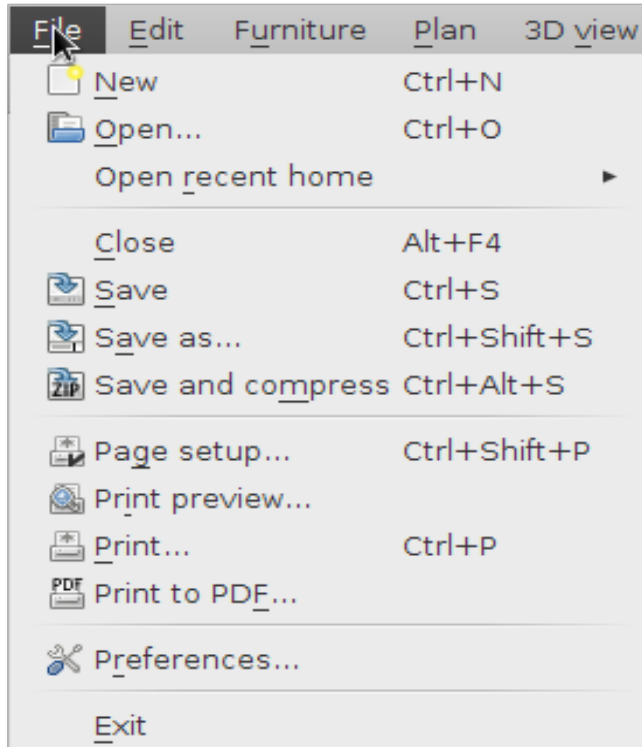 File Edit Furniture Plan 3D view
New Ctrl+N
Open... Ctrl+O
Open recent home
Close Alt+F4
Save Ctrl+S
Save as... Ctrl+Shift+S
ZIP Save and compress Ctrl+Alt+S
Page setup... Ctrl+Shift+P
Print preview...
Print... Ctrl+P
PDF Print to PDF...
Preferences...
Exit